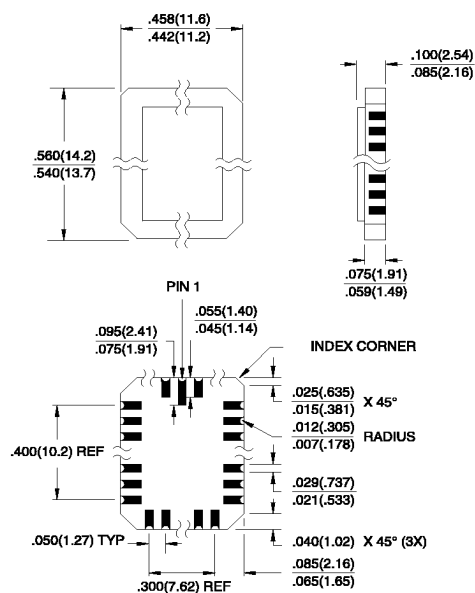 .458(11.6)
.442(11.2)
.100(2.54)
.085(2.16)
.560(14.2)
.540(13.7)
.075(1.91)
.059(1.49)
PIN 1
.055(1.40)
.045(1.14)
.095(2.41)
.075(1.91)
INDEX CORNER
.025(.635)
.015(.381)
X 45°
.012(.305)
.007(.178)
RADIUS
.400(10.2) REF
.029(.737)
.021(.533)
.050(1.27) TYP
.040(1.02) X 45° (3X)
.085(2.16)
.065(1.65)
.300(7.62) REF